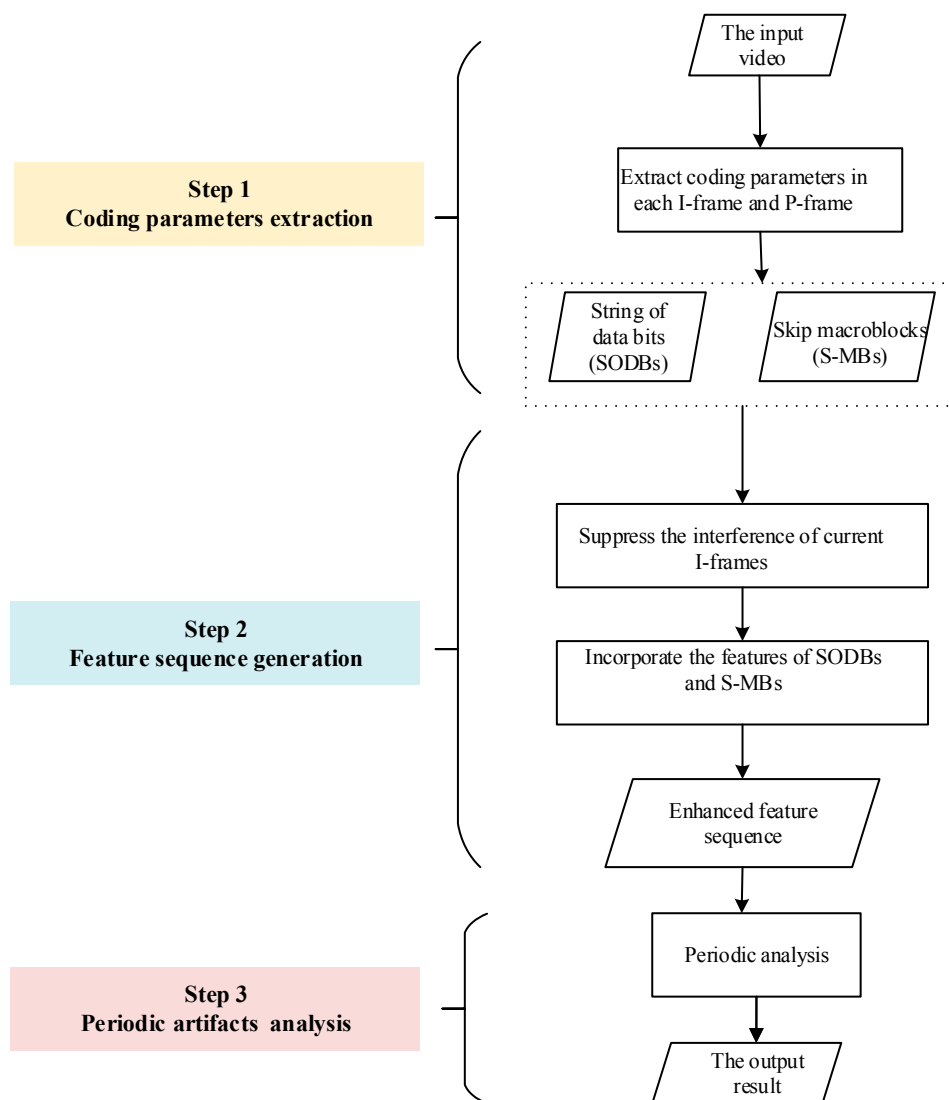 The input
video
Step 1
Coding parameters extraction
Extract coding parameters in
each I-frame and P-frame
String of
data bits
(SODBs)
Skip macroblocks
(S-MBs)
Step 2
Feature sequence generation
Suppress the interference of current
I-frames
Incorporate the features of SODBs
and S-MBs
Enhanced feature
sequence
Step 3
Periodic artifacts analysis
Periodic analysis
The output
result